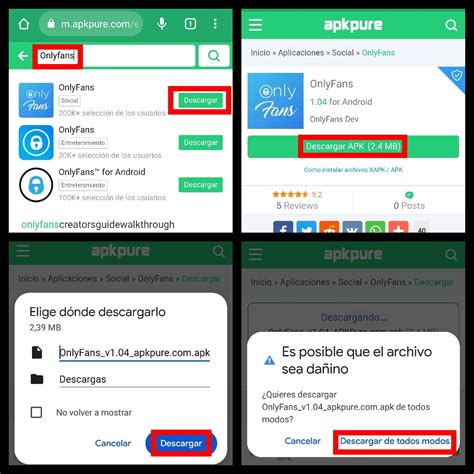 m.apkpure.com/e
1
Onlyfans
OnlyFans
Social
200K+ selección de los usuarios
Descargar
OnlyFans
Entretenimiento
30K+ selección de los usuarios
Descargar
OnlyFans™ for Android
Entretenimiento
100K+ selección de los usuarios
Descargar
onlyfanscreatorsguidewalkthrough
apkpure
Inicio » Aplicaciones » Social » OnlyFans
Only
Fans
OnlyFans
1.04 for Android
OnlyFans Dev
Descargar APK (2.4 MB)
Como instalar archivos XAPK / APK
9.2
5 Reviews
0 Posts
40
apkpure
Inicio » Aplicaciones » Social » OnlyFans » Descargar
Elige dónde descargarlo
2,39 MB
OnlyFans_v1.04_apkpure.com.apk
Descargas
No volver a mostrar
Cancelar
Descargar
apkpure
Inicio » Aplicaciones » Social » OnlyFans » Descargar
Descargando
Es posible que el archivo
sea dañino
¿Quieres descargar
OnlyFans_v1.04_apkpure.com.apk de todos
modos?
Cancelar
Descargar de todos modos